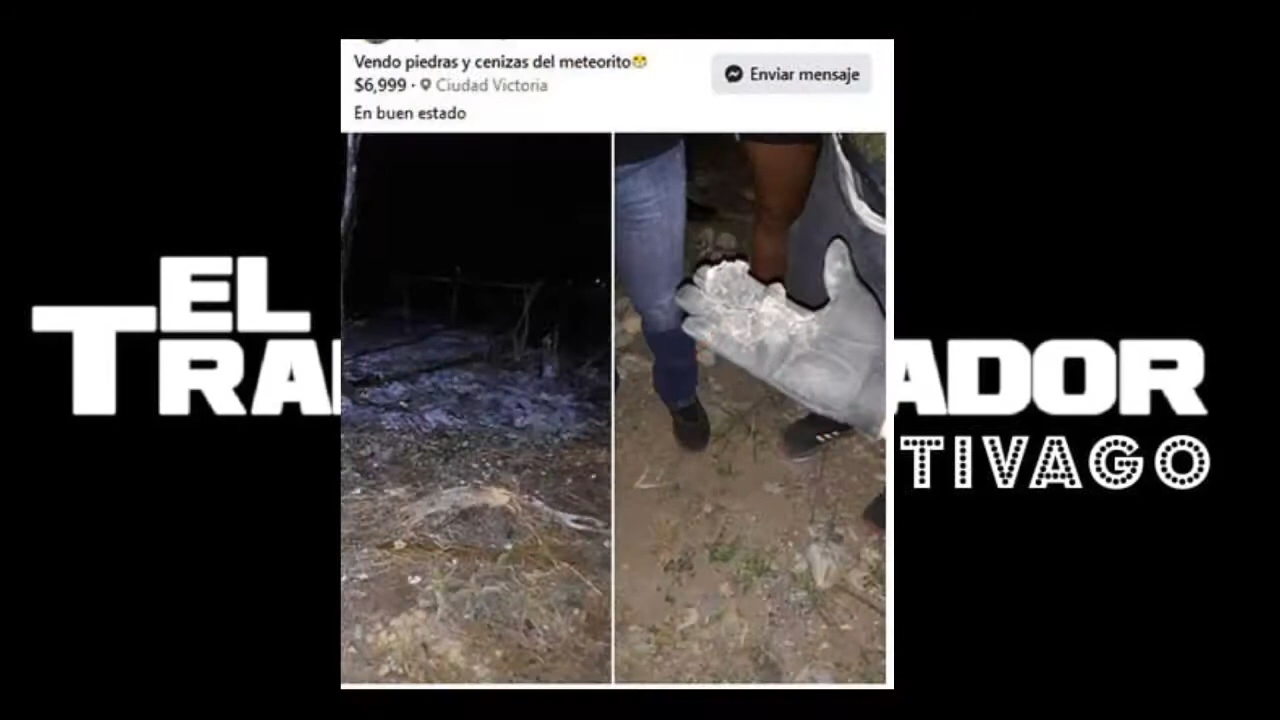 Vendo piedras y cenizas del meteorito
Enviar mensaje
$6,999 · Ciudad Victoria
En buen estado
EL
TRA
ADOR
TIVAGO